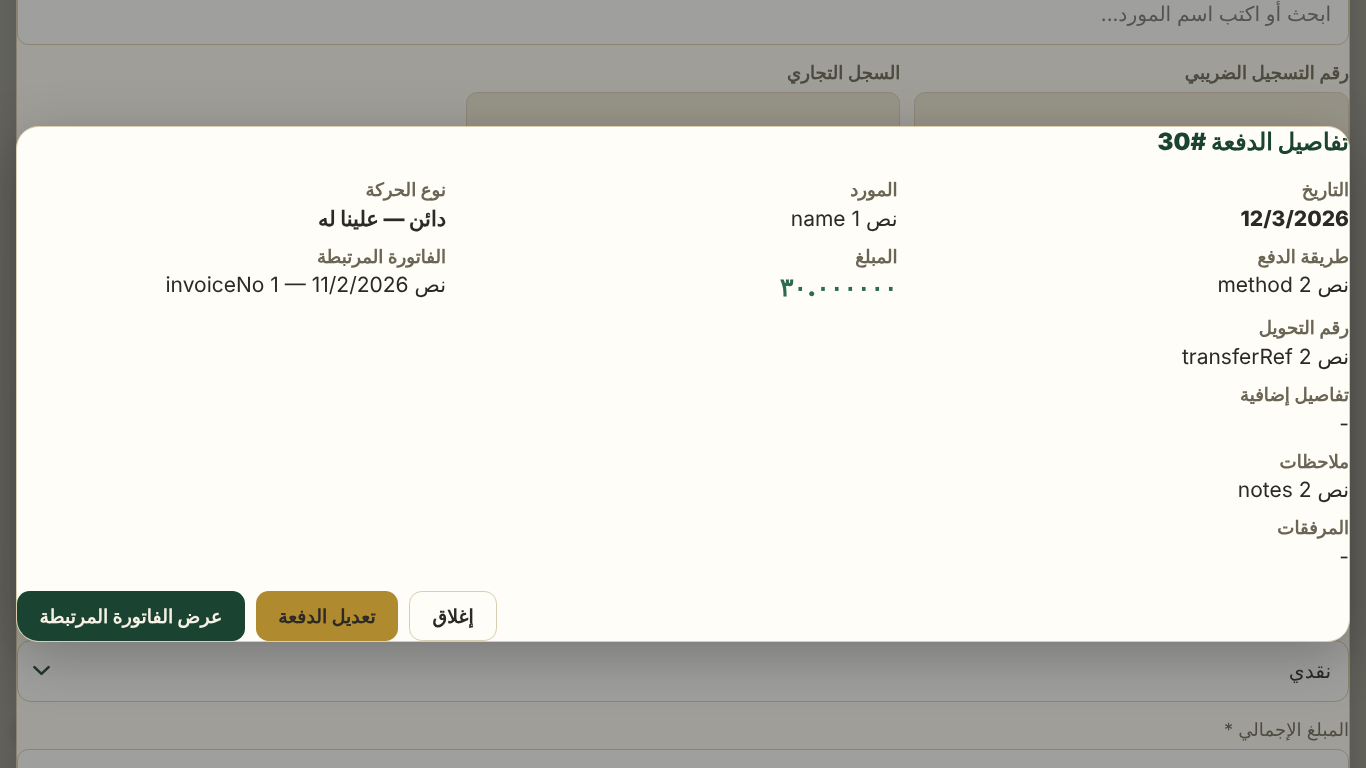 ابحث أو اكتب اسم المورد...
رقم التسجيل الضريبي
السجل التجاري
تفاصيل الدفعة #30
التاريخ
12/3/2026
المورد
نص name 1
نوع الحركة
دائن — علينا له
طريقة الدفع
نص method 2
المبلغ
٣٠.٠٠٠٠٠٠
الفاتورة المرتبطة
نص invoiceNo 1 — 11/2/2026
رقم التحويل
نص transferRef 2
تفاصيل إضافية
-
ملاحظات
نص notes 2
المرفقات
-
إغلاق
تعديل الدفعة
عرض الفاتورة المرتبطة
نقدي
المبلغ الإجمالي *